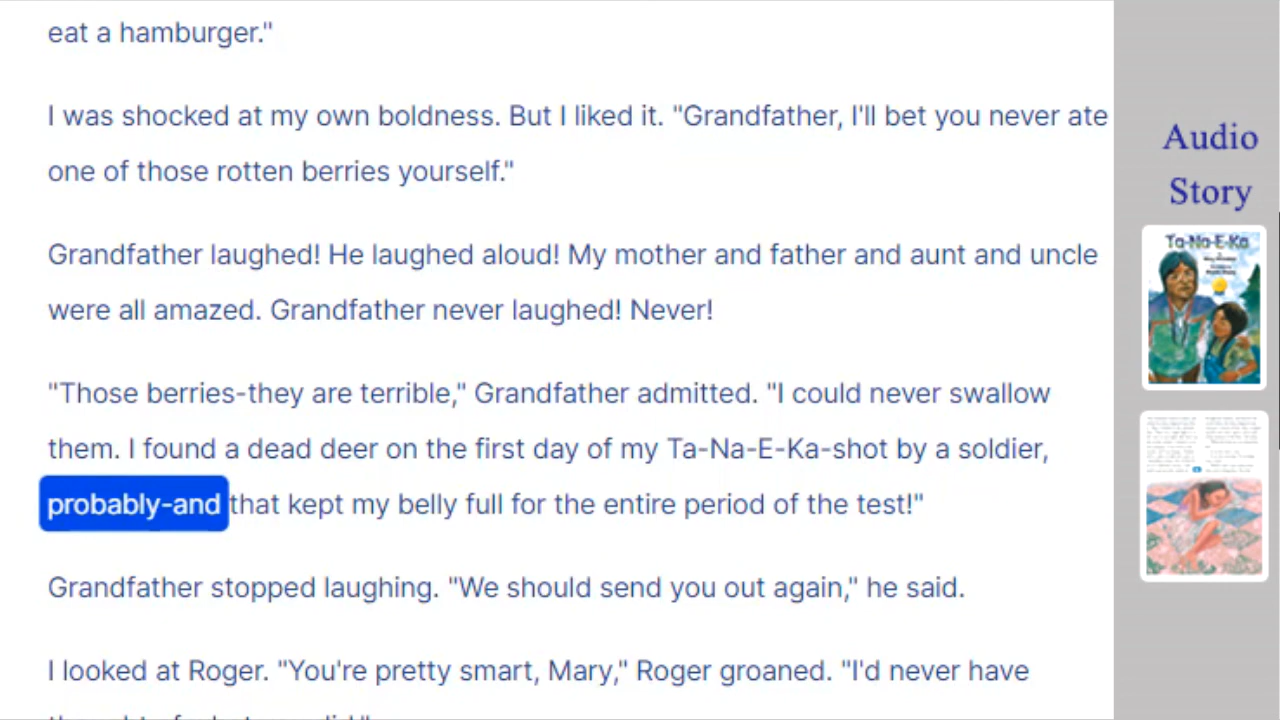 eat a hamburger."
I was shocked at my own boldness. But I liked it. "Grandfather, I'll bet you never ate
one of those rotten berries yourself."
Grandfather laughed! He laughed aloud! My mother and father and aunt and uncle
were all amazed. Grandfather never laughed! Never!
"Those berries-they are terrible," Grandfather admitted. "I could never swallow
them. I found a dead deer on the first day of my Ta-Na-E-Ka-shot by a soldier,
probably-and that kept my belly full for the entire period of the test!"
Grandfather stopped laughing. "We should send you out again," he said.
I looked at Roger. "You're pretty smart, Mary," Roger groaned. "I'd never have
Audio
Story
Ta-Na-E-Ka